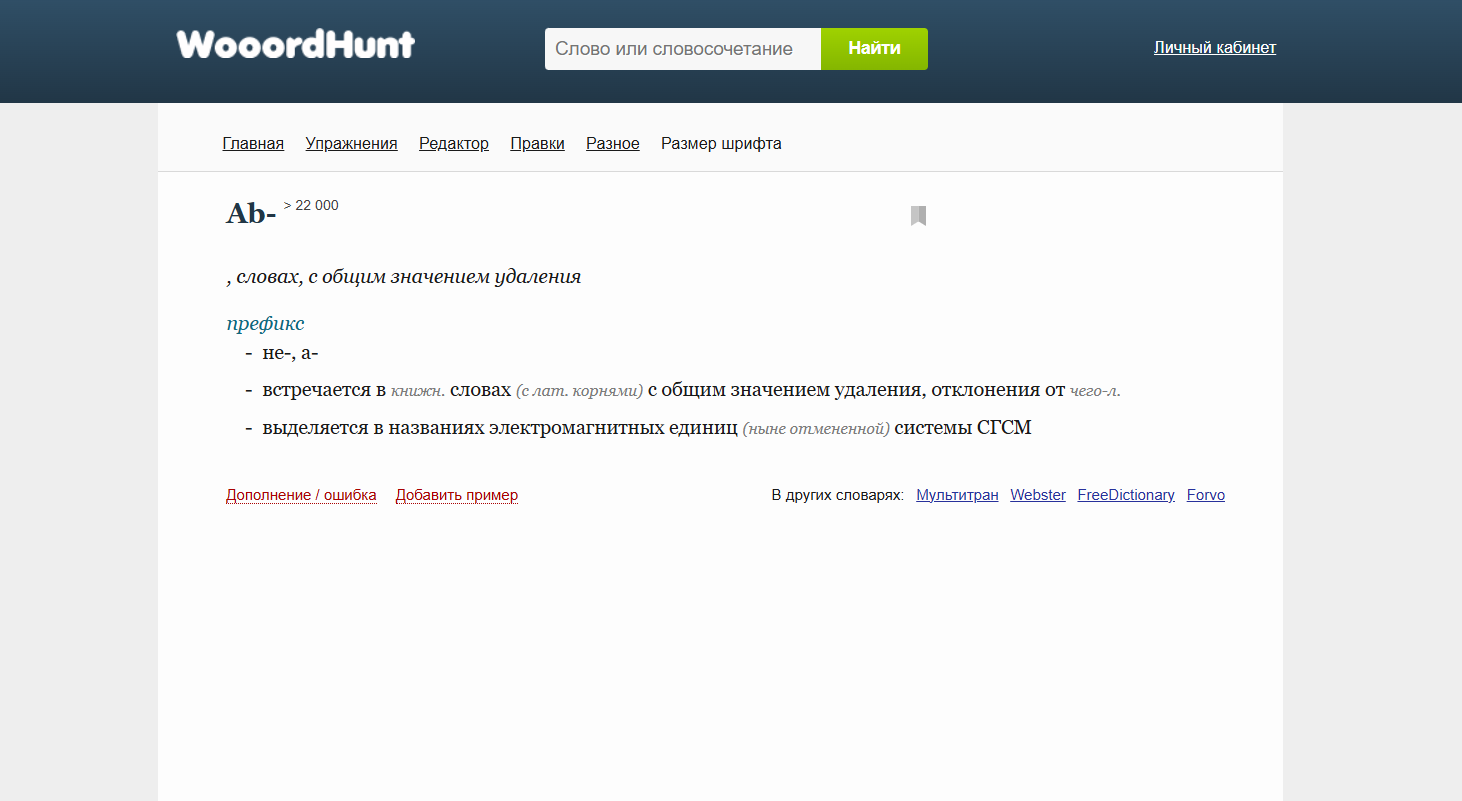 WooordHunt
Слово или словосочетание
Найти
Личный кабинет
Главная Упражнения Редактор Правки Разное Размер шрифта
Ab- > 22 000
, словах, с общим значением удаления
префикс
- не-, а-
- встречается в книжн. словах (с лат. корнями) с общим значением удаления, отклонения от чего-л.
- выделяется в названиях электромагнитных единиц (ныне отмененной) системы СГСМ
Дополнение / ошибка Добавить пример В других словарях: Мультитран Webster FreeDictionary Forvo